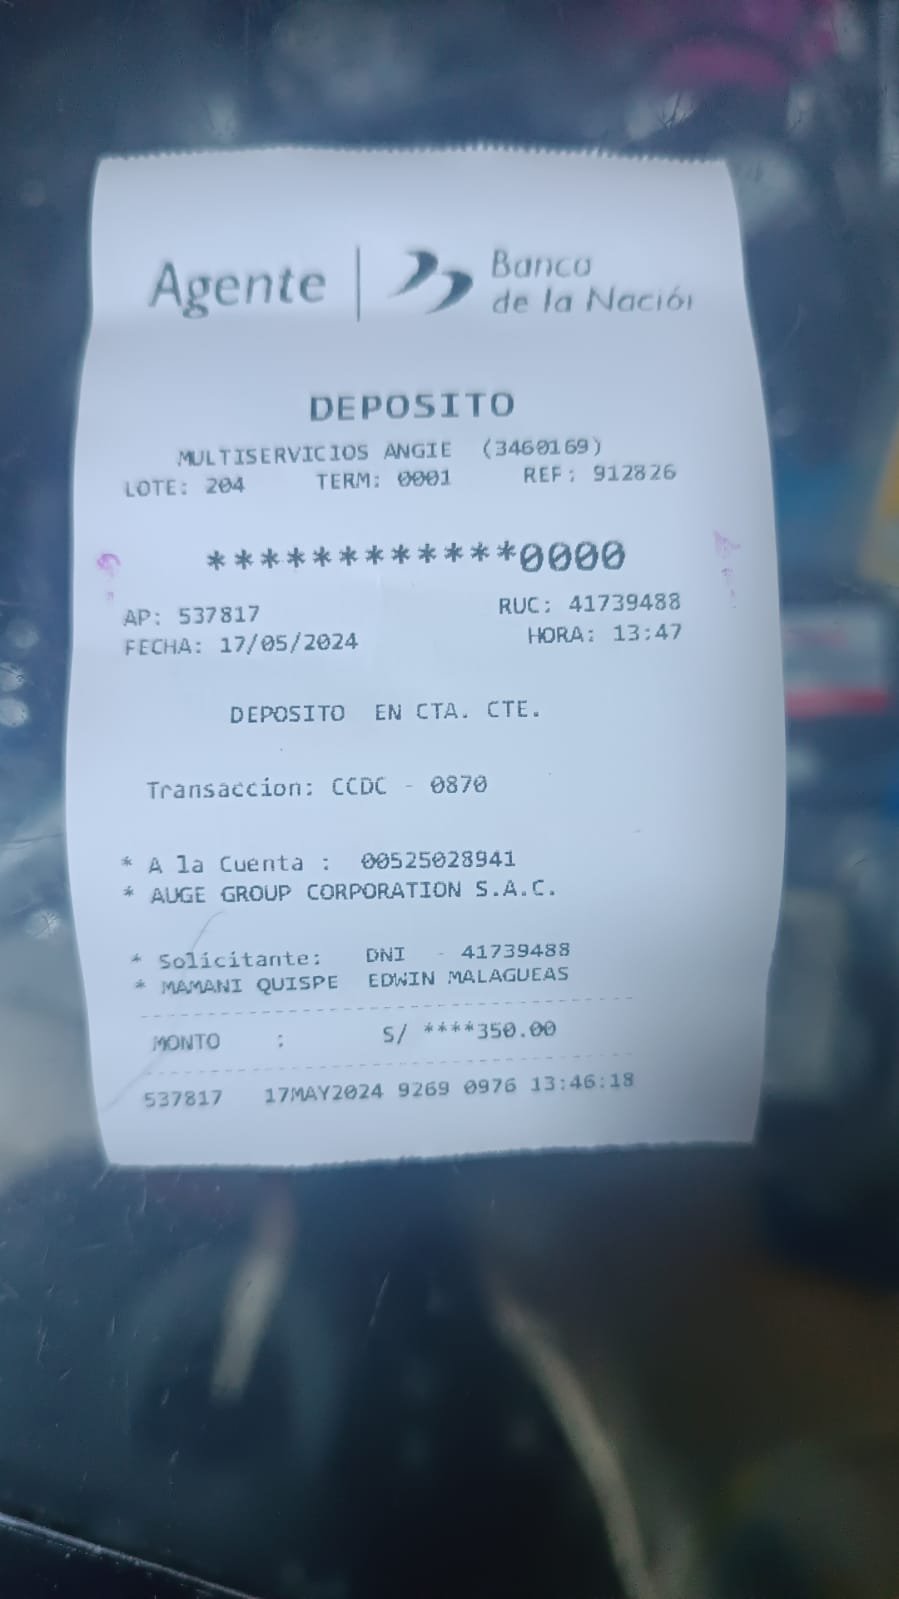 Agente
Banco
de la Nación
DEPOSITO
MULTISERVICIOS ANGIE (3460169)
LOTE: 204 TERM: 0001 REF: 912826
************0000
AP: 537817 RUC: 41739488
FECHA: 17/05/2024 HORA: 13:47
DEPOSITO EN CTA. CTE.
Transaccion: CCDC - 0870
* A la Cuenta : 00525028941
* AUGE GROUP CORPORATION S.A.C.
* Solicitante: DNI - 41739488
* MAMANI QUISPE EDWIN MALAGUEAS
MONTO : S/ ****350.00
537817 17MAY2024 9269 0976 13:46:18